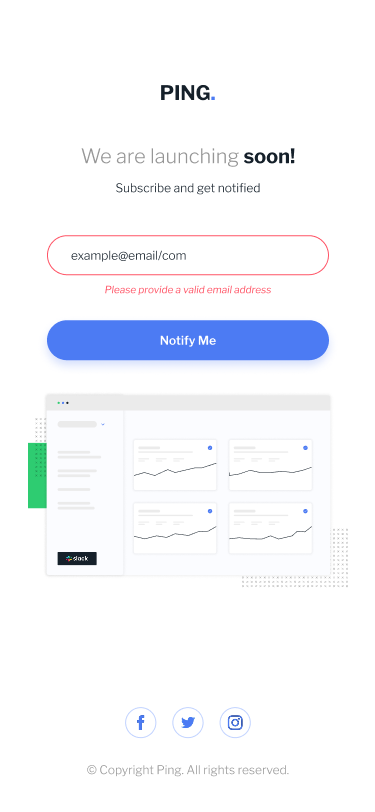 PING.
We are launching soon!
Subscribe and get notified
example@email/com
Please provide a valid email address
Notify Me
slack
© Copyright Ping. All rights reserved.